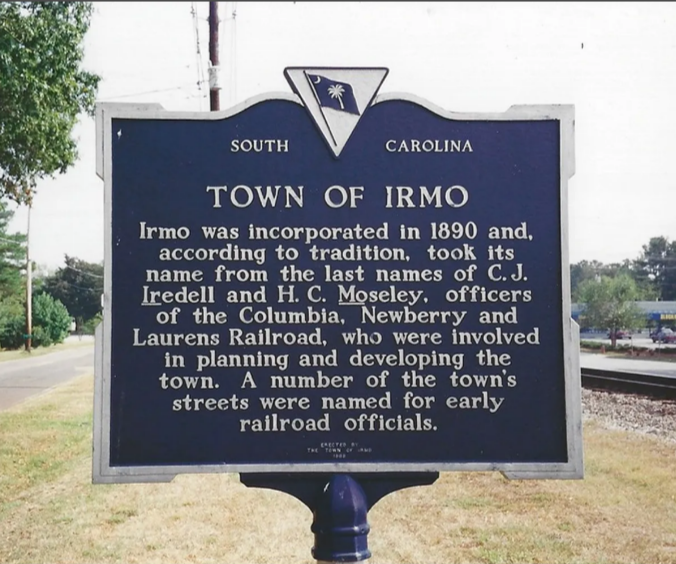 SOUTH CAROLINA
TOWN OF IRMO
Irmo was incorporated in 1890 and,
according to tradition, took its
name from the last names of C. J.
Iredell and H. C. Moseley, officers
of the Columbia, Newberry and
Laurens Railroad, who were involved
in planning and developing the
town. A number of the town's
streets were named for early
railroad officials.
ERECTED BY
THE TOWN OF IRMO